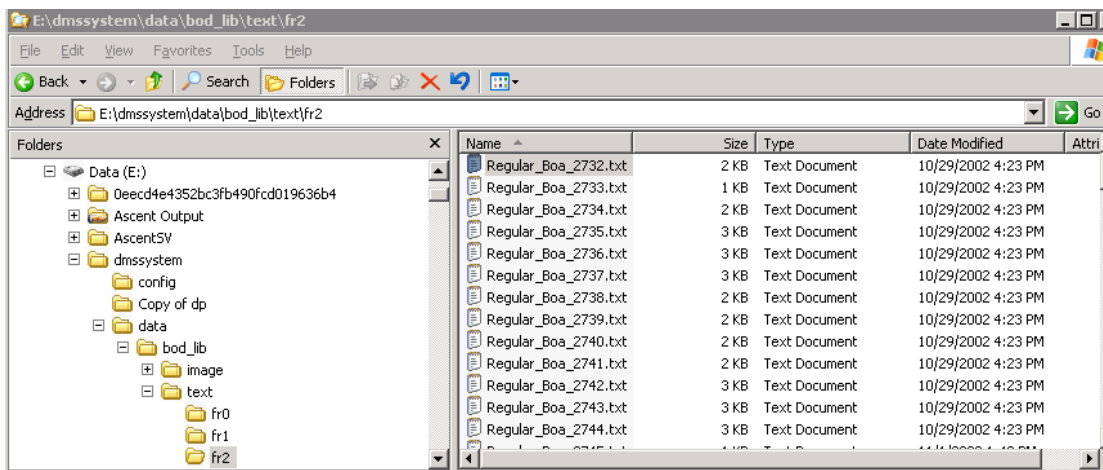 E:\dmssystem\data\bod_lib\text\fr2
File Edit View Favorites Tools Help
Back Search Folders
Address E:\dmssystem\data\bod_lib\text\fr2 Go
Folders
Data (E:)
0eecd4e4352bc3fb490fcd019636b4
Ascent Output
AscentSV
dmssystem
config
Copy of dp
data
bod_lib
image
text
fr0
fr1
fr2
Name Size Type Date Modified Attri
Regular_Boa_2732.txt 2 KB Text Document 10/29/2002 4:23 PM
Regular_Boa_2733.txt 1 KB Text Document 10/29/2002 4:23 PM
Regular_Boa_2734.txt 2 KB Text Document 10/29/2002 4:23 PM
Regular_Boa_2735.txt 3 KB Text Document 10/29/2002 4:23 PM
Regular_Boa_2736.txt 3 KB Text Document 10/29/2002 4:23 PM
Regular_Boa_2737.txt 3 KB Text Document 10/29/2002 4:23 PM
Regular_Boa_2738.txt 2 KB Text Document 10/29/2002 4:23 PM
Regular_Boa_2739.txt 2 KB Text Document 10/29/2002 4:23 PM
Regular_Boa_2740.txt 2 KB Text Document 10/29/2002 4:23 PM
Regular_Boa_2741.txt 2 KB Text Document 10/29/2002 4:23 PM
Regular_Boa_2742.txt 3 KB Text Document 10/29/2002 4:23 PM
Regular_Boa_2743.txt 3 KB Text Document 10/29/2002 4:23 PM
Regular_Boa_2744.txt 3 KB Text Document 10/29/2002 4:23 PM